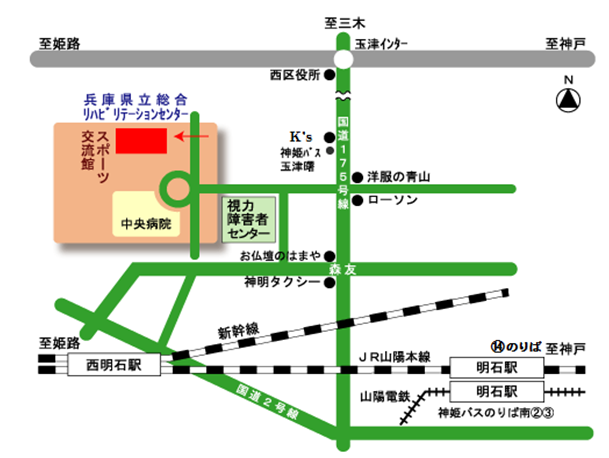 至三木
至姫路
玉津インター
至神戸
西区役所
N
兵庫県立総合
リハビリテーションセンター
K's
神姫バス
玉津曙
国道175号線
スポーツ
交流館
洋服の青山
ローソン
中央病院
視力
障害者
センター
お仏壇のはまや
森友
神明タクシー
新幹線
至姫路
⑭のりば
至神戸
JR山陽本線
西明石駅
明石駅
山陽電鉄
明石駅
国道2号線
神姫バスのりば南②③